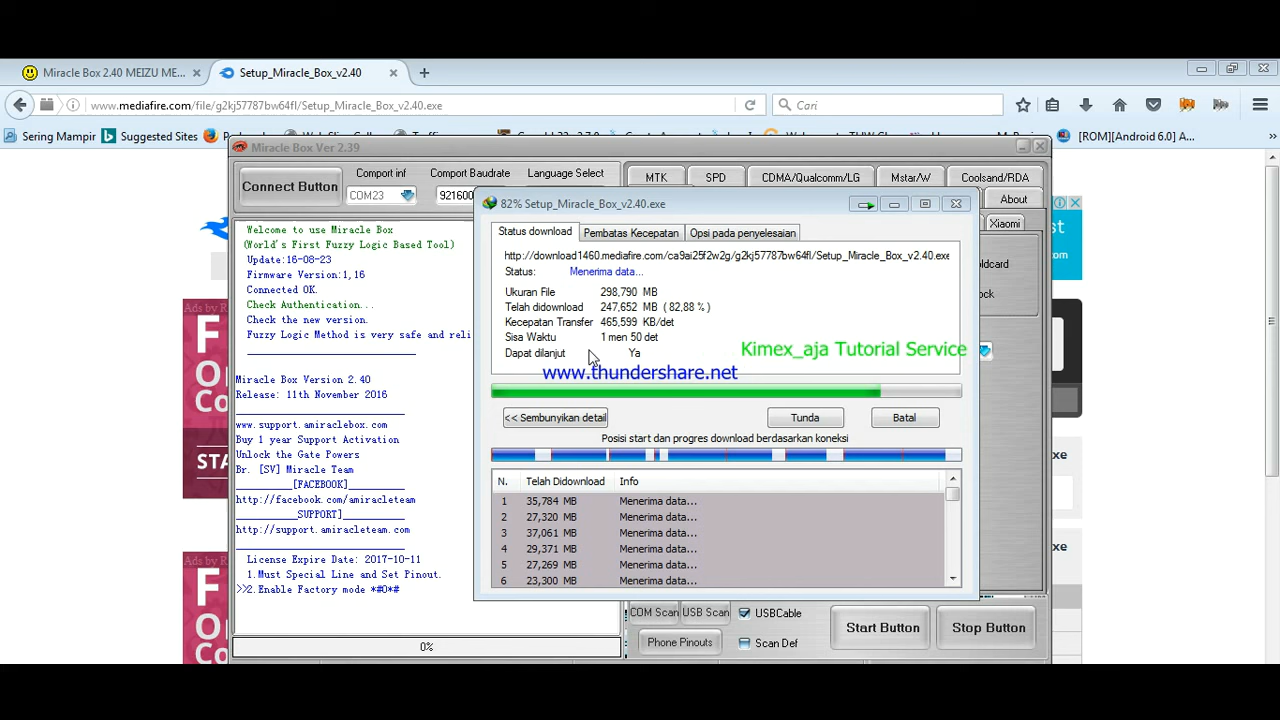 Miracle Box 2.40 MEIZU ME...
Setup_Miracle_Box_v2.40
www.mediafire.com/file/g2kj57787bw64fl/Setup_Miracle_Box_v2.40.exe
Cari
Sering Mampir
Suggested Sites
[ROM][Android 6.0] A...
Miracle Box Ver 2.39
Connect Button
Comport inf
Comport Baudrate
Language Select
COM23
921600
MTK
SPD
CDMA/Qualcomm/LG
Mstar/W
Coolsand/RDA
About
Xiaomi
Welcome to use Miracle Box
(World's First Fuzzy Logic Based Tool)
Update:16-08-23
Firmware Version:1,16
Connected OK.
Check Authentication...
Check the new version.
Fuzzy Logic Method is very safe and reli
Miracle Box Version 2.40
Release: 11th November 2016
www.support.amiraclebox.com
Buy 1 year Support Activation
Unlock the Gate Powers
Br. [SV] Miracle Team
[FACEBOOK]
http://facebook.com/amiracleteam
SUPPORT]
http://support.amiracleteam.com
License Expire Date: 2017-10-11
1.Must Special Line and Set Pinout.
>>2.Enable Factory mode *#0*#
0%
82% Setup_Miracle_Box_v2.40.exe
Status download
Pembatas Kecepatan
Opsi pada penyelesaian
http://download1460.mediafire.com/ca9ai25f2w2g/g2kj57787bw64fl/Setup_Miracle_Box_v2.40.exe
Status: Menerima data...
Ukuran File 298,790 MB
Telah didownload 247,652 MB ( 82,88 % )
Kecepatan Transfer 465,599 KB/det
Sisa Waktu 1 men 50 det
Dapat dilanjut Ya
Kimex_aja Tutorial Service
www.thundershare.net
<< Sembunyikan detail
Tunda
Batal
Posisi start dan progres download berdasarkan koneksi
N. Telah Didownload Info
1 35,784 MB Menerima data...
2 27,320 MB Menerima data...
3 37,061 MB Menerima data...
4 29,371 MB Menerima data...
5 27,269 MB Menerima data...
6 23,300 MB Menerima data...
COM Scan
USB Scan
USBCable
Phone Pinouts
Scan Def
Start Button
Stop Button
Ads by R
Ads by R